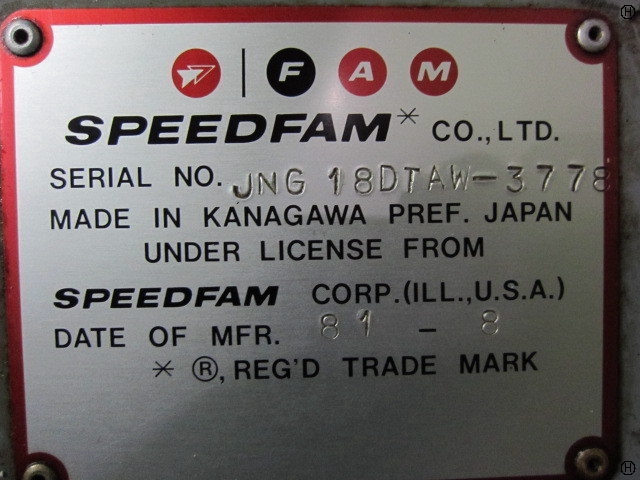 F A M
SPEEDFAM* CO., LTD.
SERIAL NO. JNG 18DTAW-3778
MADE IN KANAGAWA PREF. JAPAN
UNDER LICENSE FROM
SPEEDFAM CORP. (ILL., U.S.A.)
DATE OF MFR. 81 - 8
* ®, REG'D TRADE MARK
H
H